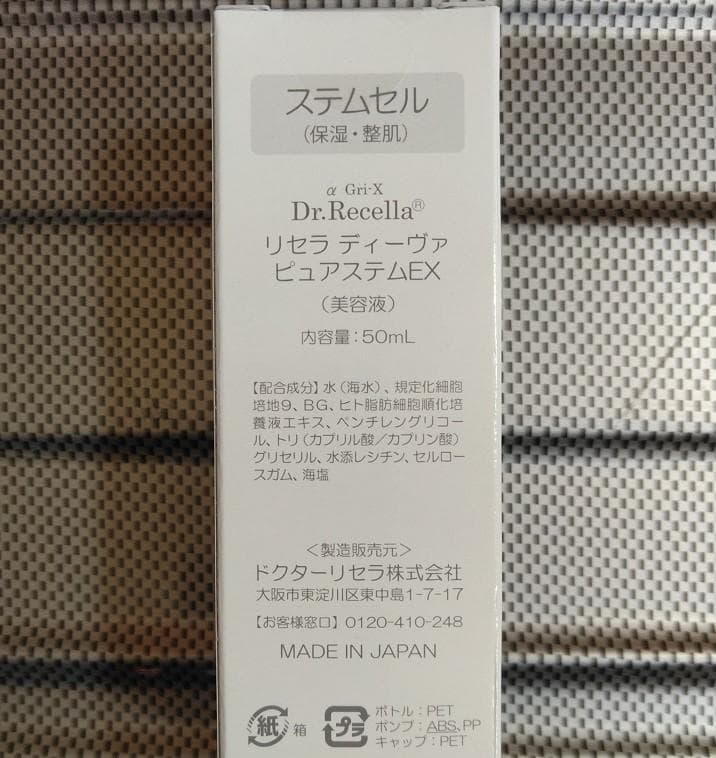 ステムセル
（保湿・整肌）
α Gri-X
Dr.Recella®
リセラ ディーヴァ
ピュアステムEX
（美容液）
内容量：50mL
【配合成分】水（海水）、規定化細胞
培地9、BG、ヒト脂肪細胞順化培
養液エキス、ペンチレングリコー
ル、トリ（カプリル酸／カプリン酸）
グリセリル、水添レシチン、セルロー
スガム、海塩
＜製造販売元＞
ドクターリセラ株式会社
大阪市東淀川区東中島1-7-17
【お客様窓口】0120-410-248
MADE IN JAPAN
紙 箱
プラ
ボトル：PET
ポンプ：ABS、PP
キャップ：PET